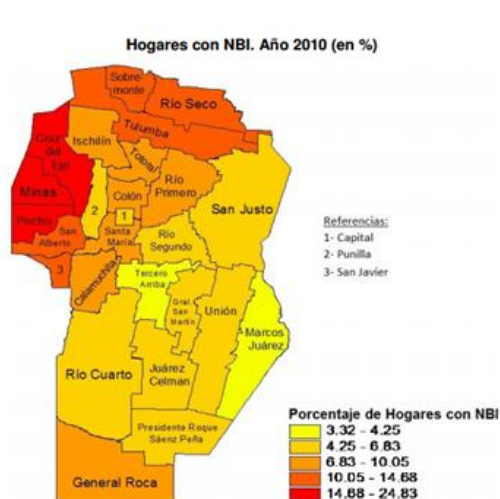 Hogares con NBI. Año 2010 (en %)
Sobre-
monte
Río Seco
Tulumba
Cruz
del
Eje
Ischilín
Totoral
Río
Primero
Minas
Colón
San Justo
2
1
Pocho
San
Alberto
Santa
María
Río
Segundo
3
Calamuchita
Tercero
Arriba
Gral.
San
Martín
Unión
Marcos
Juárez
Río Cuarto
Juárez
Celman
Presidente Roque
Sáenz Peña
General Roca
Referencias:
1- Capital
2- Punilla
3- San Javier
Porcentaje de Hogares con NBI
3.32 - 4.25
4.25 - 6.83
6.83 - 10.05
10.05 - 14.68
14.68 - 24.83